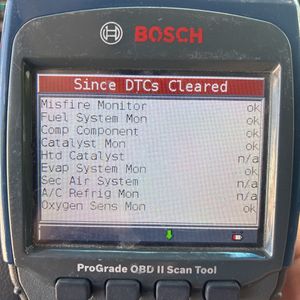 BOSCH
Since DTCs Cleared
Misfire Monitor ok
Fuel System Mon ok
Comp Component ok
Catalyst Mon ok
Htd Catalyst n/a
Evap System Mon ok
Sec Air System n/a
A/C Refrig Mon n/a
Oxygen Sens Mon ok
ProGrade OBD II Scan Tool